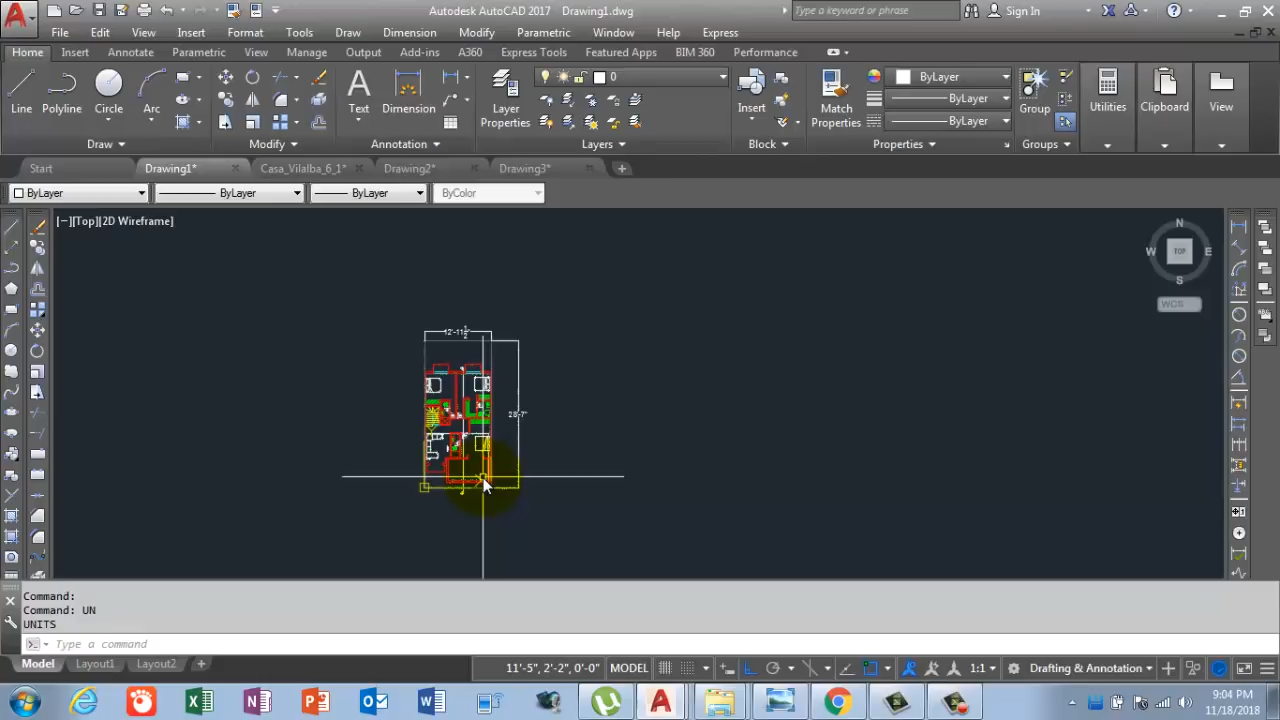 Autodesk AutoCAD 2017 Drawing1.dwg
Type a keyword or phrase
Sign In
File Edit View Insert Format Tools Draw Dimension Modify Parametric Window Help Express
Home Insert Annotate Parametric View Manage Output Add-ins A360 Express Tools Featured Apps BIM 360 Performance
0
ByLayer
Line Polyline Circle Arc
Text Dimension
Layer Properties
Insert
Match Properties
ByLayer
ByLayer
Group
Utilities
Clipboard
View
Draw
Modify
Annotation
Layers
Block
Properties
Groups
Start
Drawing1*
Casa_Vilalba_6_1*
Drawing2*
Drawing3*
ByLayer
ByLayer
ByLayer
ByColor
[−][Top][2D Wireframe]
N
W TOP E
S
WCS
28'-7"
Command:
Command: UN
UNITS
Type a command
Model Layout1 Layout2
11'-5", 2'-2", 0'-0" MODEL
1:1
Drafting & Annotation
9:04 PM
11/18/2018